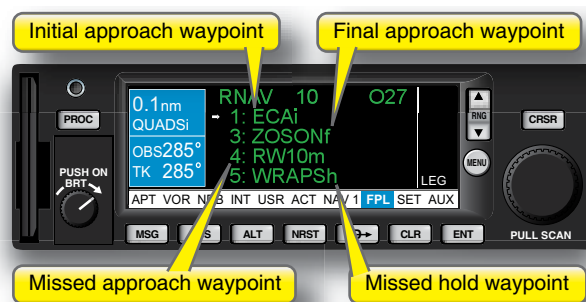 Initial approach waypoint
Final approach waypoint
PROC
0.1nm
QUADSi
OBS285°
TK 285°
RNAV 10 O27
1: ECAi
3: ZOSONf
4: RW10m
5: WRAPSh
LEG
RNG
MENU
CRSR
PUSH ON
BRT
APT VOR NDB INT USR ACT NAV 1 FPL SET AUX
MSG ALT NRST CLR ENT
PULL SCAN
Missed approach waypoint
Missed hold waypoint